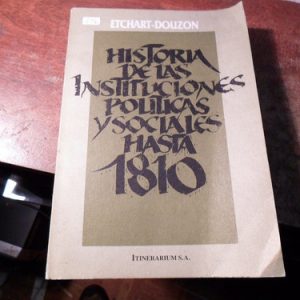 ETCHART-DOUZON
HISTORIA
DE LAS
INSTITUCIONES
POLITICAS
Y SOCIALES
HASTA
1810
ITINERARIUM S.A.